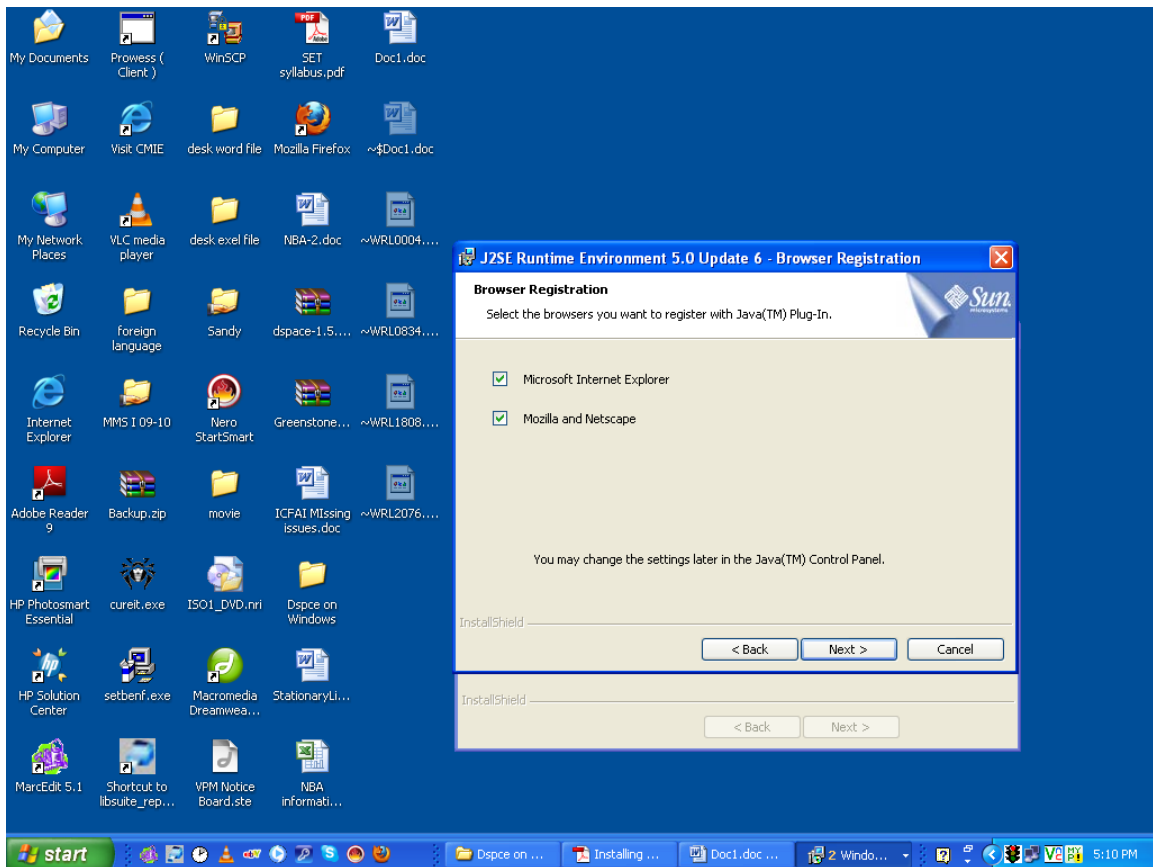 My Documents
Prowess (
Client )
WinSCP
SET
syllabus.pdf
Doc1.doc
My Computer
Visit CMIE
desk word file
Mozilla Firefox
~$Doc1.doc
My Network
Places
VLC media
player
desk exel file
NBA-2.doc
~WRL0004....
Recycle Bin
foreign
language
Sandy
dspace-1.5....
~WRL0834....
Internet
Explorer
MMS I 09-10
Nero
StartSmart
Greenstone...
~WRL1808....
Adobe Reader
9
Backup.zip
movie
ICFAI MIssing
issues.doc
~WRL2076....
HP Photosmart
Essential
cureit.exe
ISO1_DVD.nri
Dspce on
Windows
HP Solution
Center
setbenf.exe
Macromedia
Dreamwea...
StationaryLi...
MarcEdit 5.1
Shortcut to
libsuite_rep...
VPM Notice
Board.ste
NBA
informati...
J2SE Runtime Environment 5.0 Update 6 - Browser Registration
Browser Registration
Select the browsers you want to register with Java(TM) Plug-In.
Sun
microsystems
Microsoft Internet Explorer
Mozilla and Netscape
You may change the settings later in the Java(TM) Control Panel.
InstallShield
< Back
Next >
Cancel
InstallShield
< Back
Next >
start
Dspce on ...
Installing ...
Doc1.doc ...
2 Windo...
5:10 PM